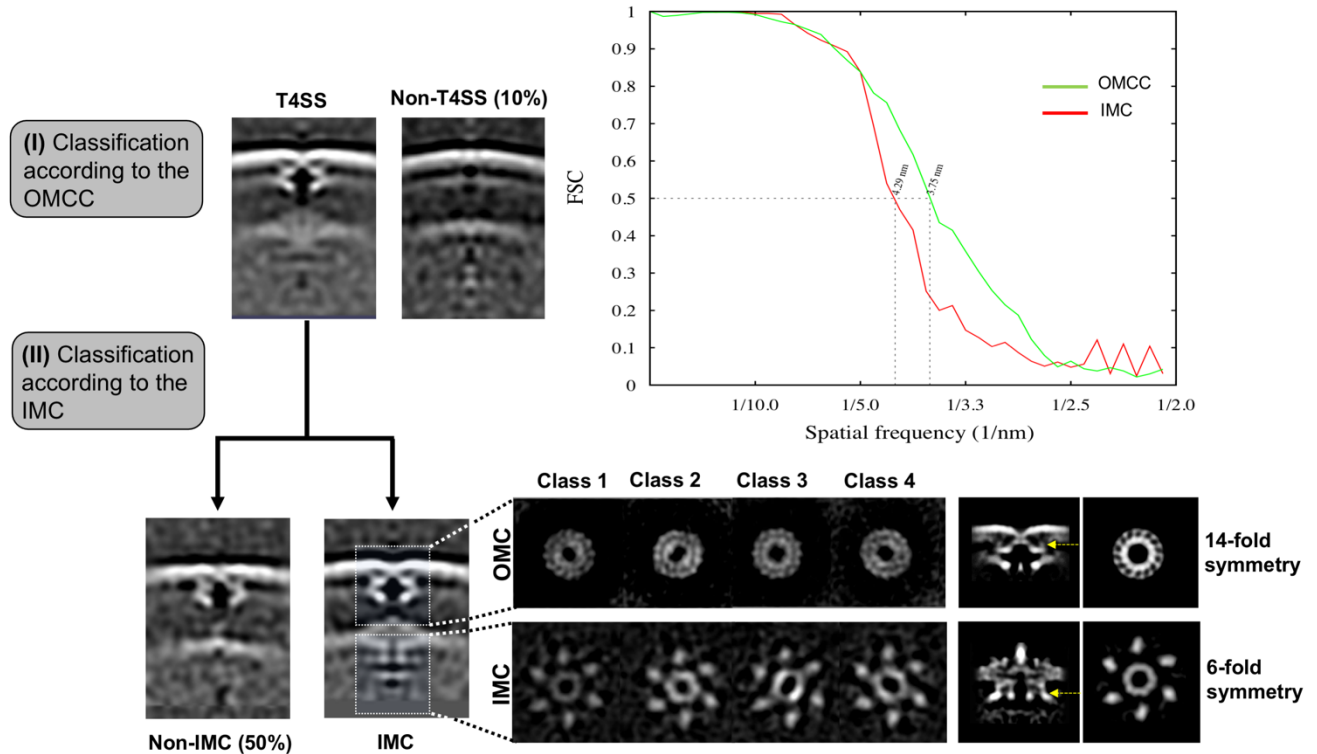 T4SS
Non-T4SS (10%)
(I) Classification
according to the
OMCC
(II) Classification
according to the
IMC
Non-IMC (50%)
IMC
1
0.9
0.8
0.7
0.6
0.5
0.4
0.3
0.2
0.1
0
FSC
OMCC
IMC
4.29 nm
3.75 nm
1/10.0
1/5.0
1/3.3
1/2.5
1/2.0
Spatial frequency (1/nm)
Class 1
Class 2
Class 3
Class 4
OMC
14-fold
symmetry
IMC
6-fold
symmetry